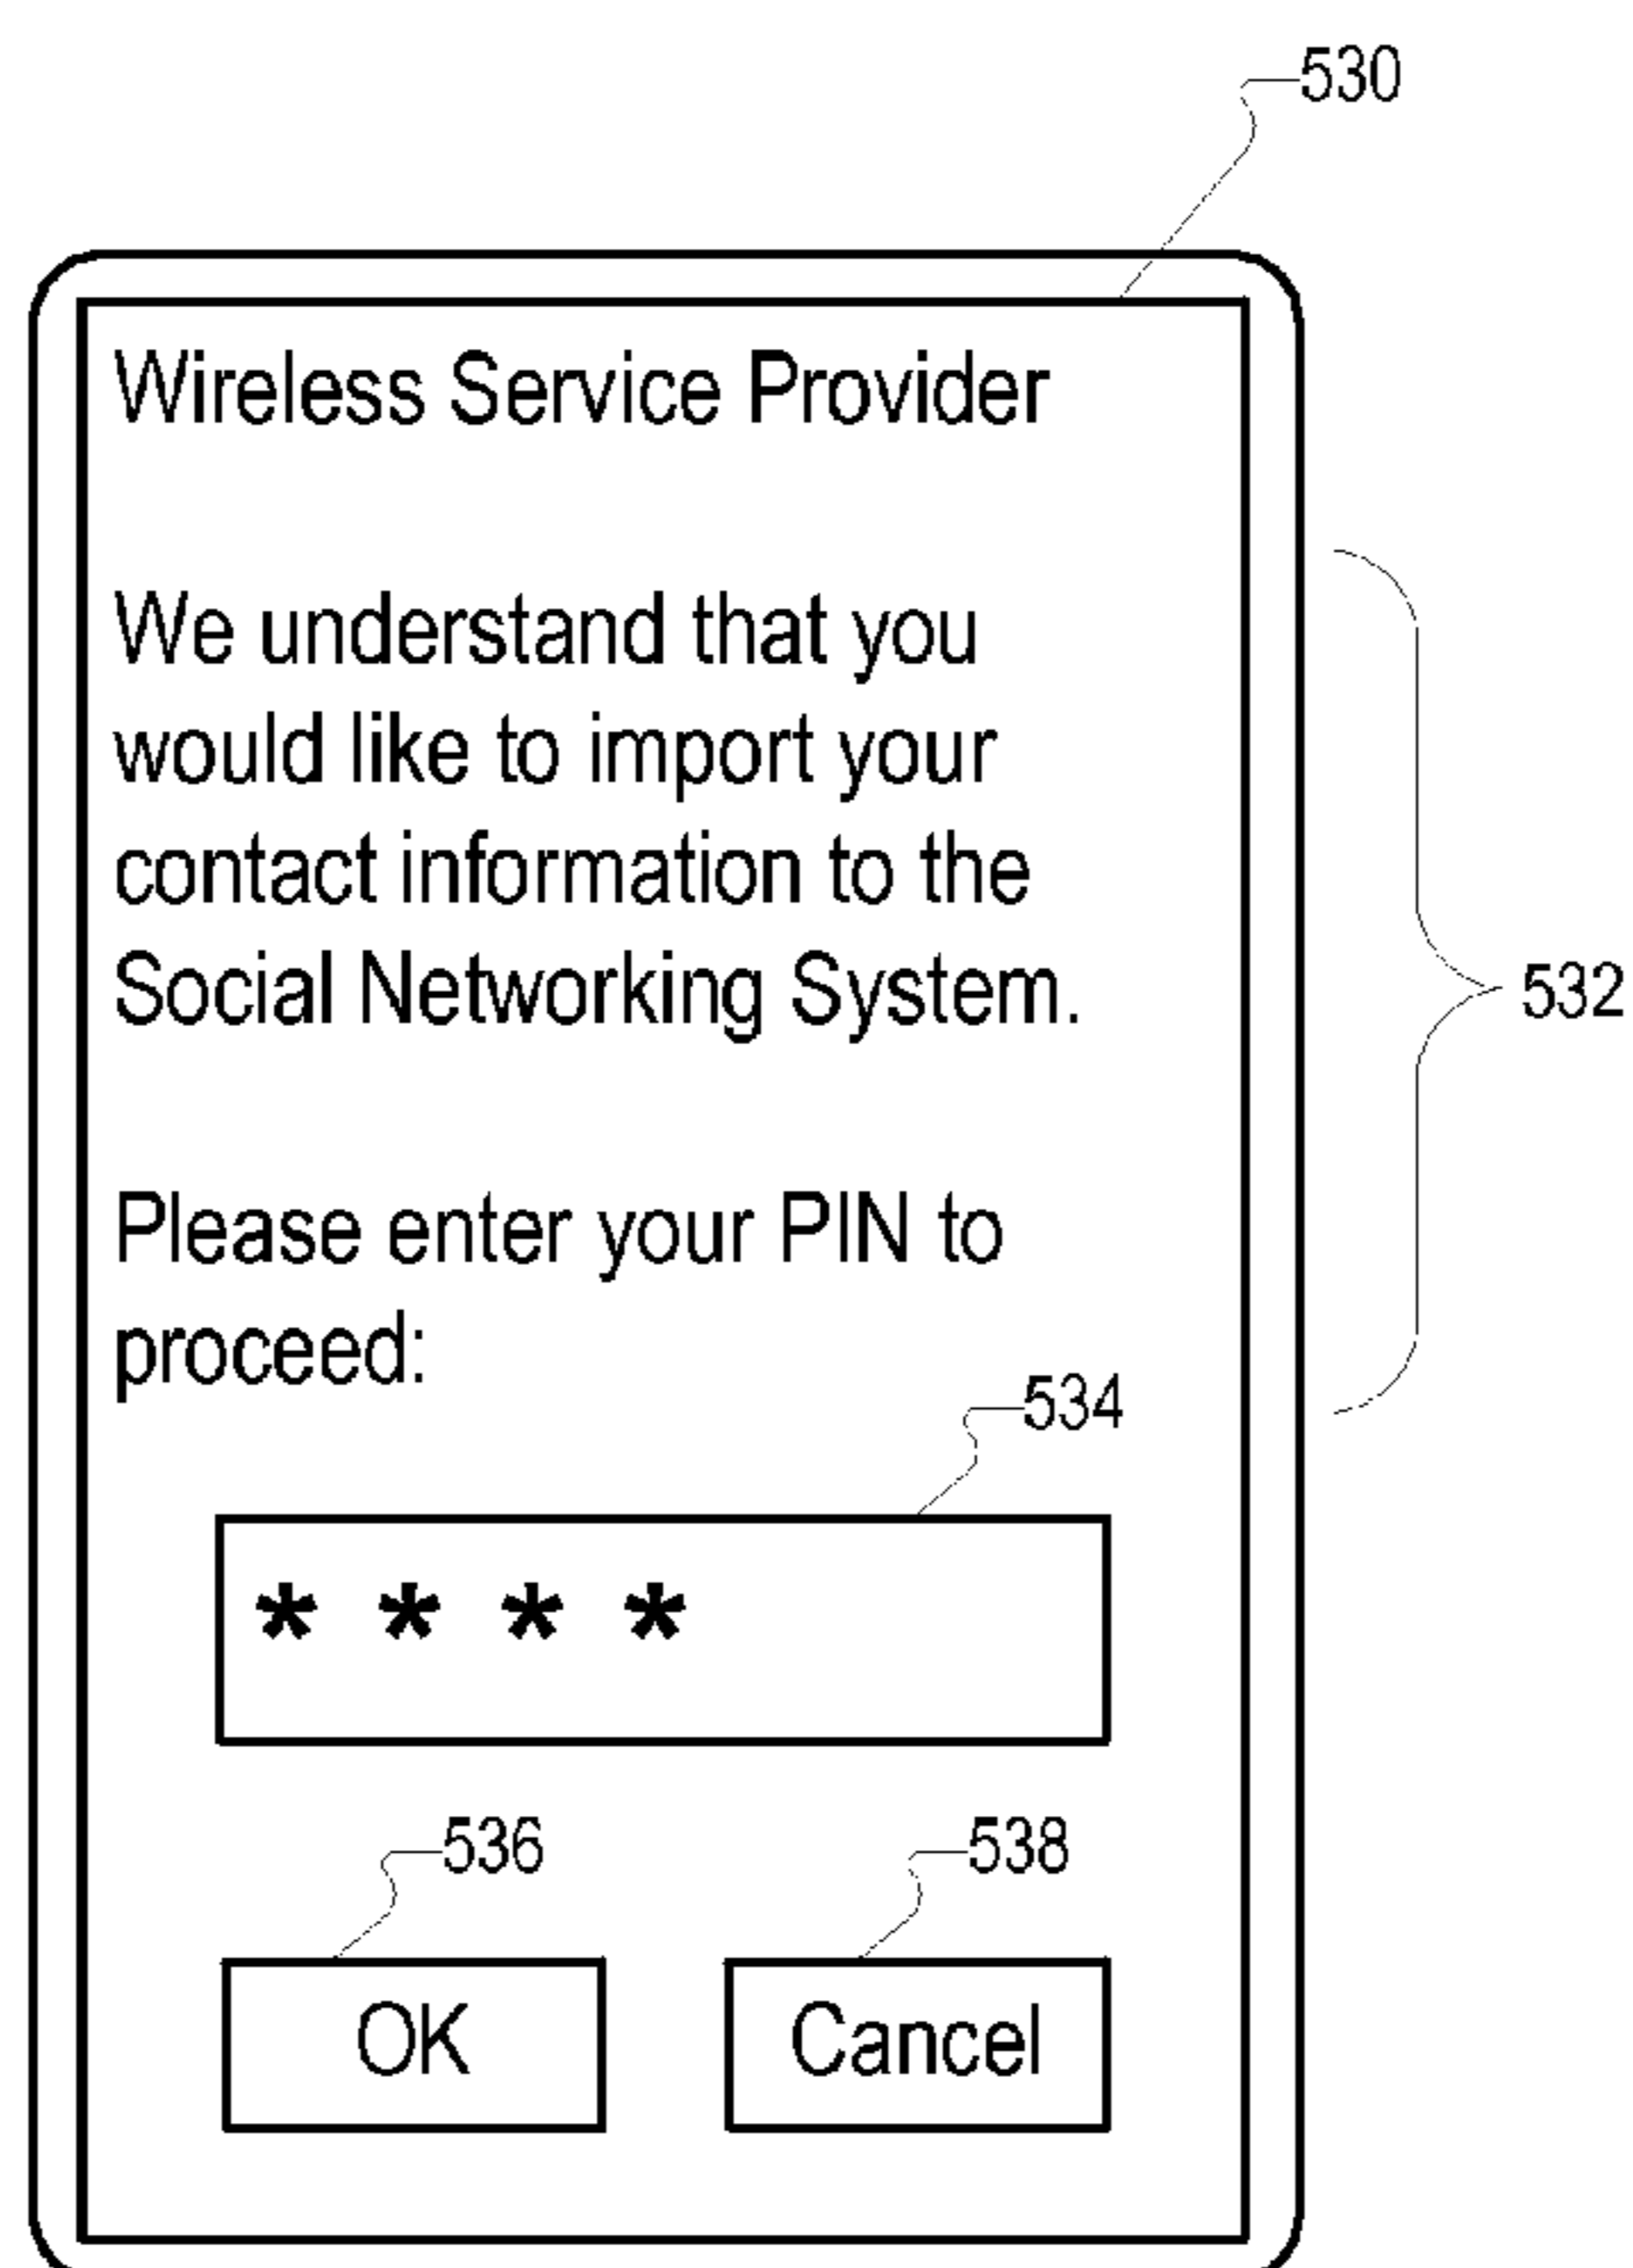 530
Wireless Service Provider
We understand that you
would like to import your
contact information to the
Social Networking System.
532
Please enter your PIN to
proceed:
534
* * * *
536
538
OK
Cancel